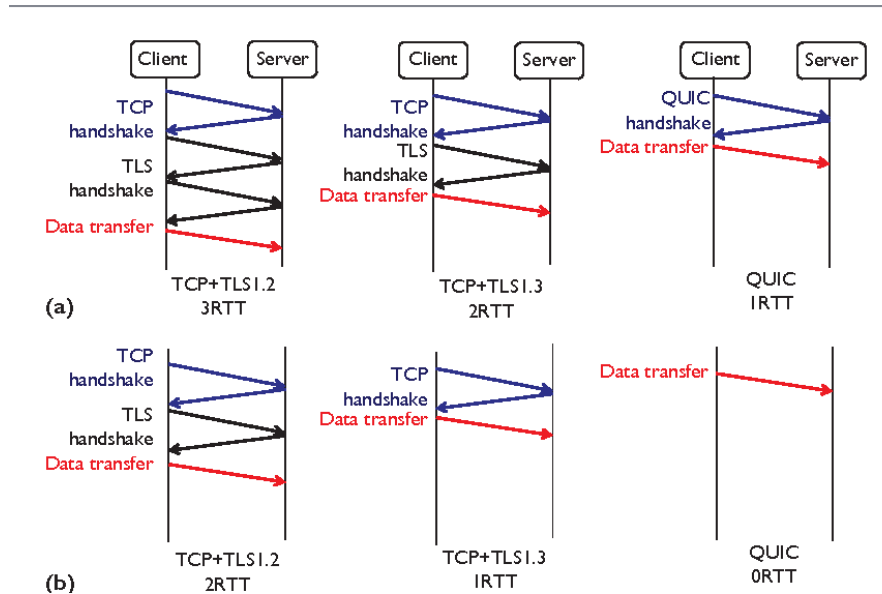 Client
Server
TCP
handshake
TLS
handshake
Data transfer
TCP+TLS1.2
3RTT
Client
Server
TCP
handshake
TLS
handshake
Data transfer
TCP+TLS1.3
2RTT
Client
Server
QUIC
handshake
Data transfer
QUIC
1RTT
(a)
TCP
handshake
TLS
handshake
Data transfer
TCP+TLS1.2
2RTT
TCP
handshake
Data transfer
TCP+TLS1.3
1RTT
Data transfer
QUIC
0RTT
(b)